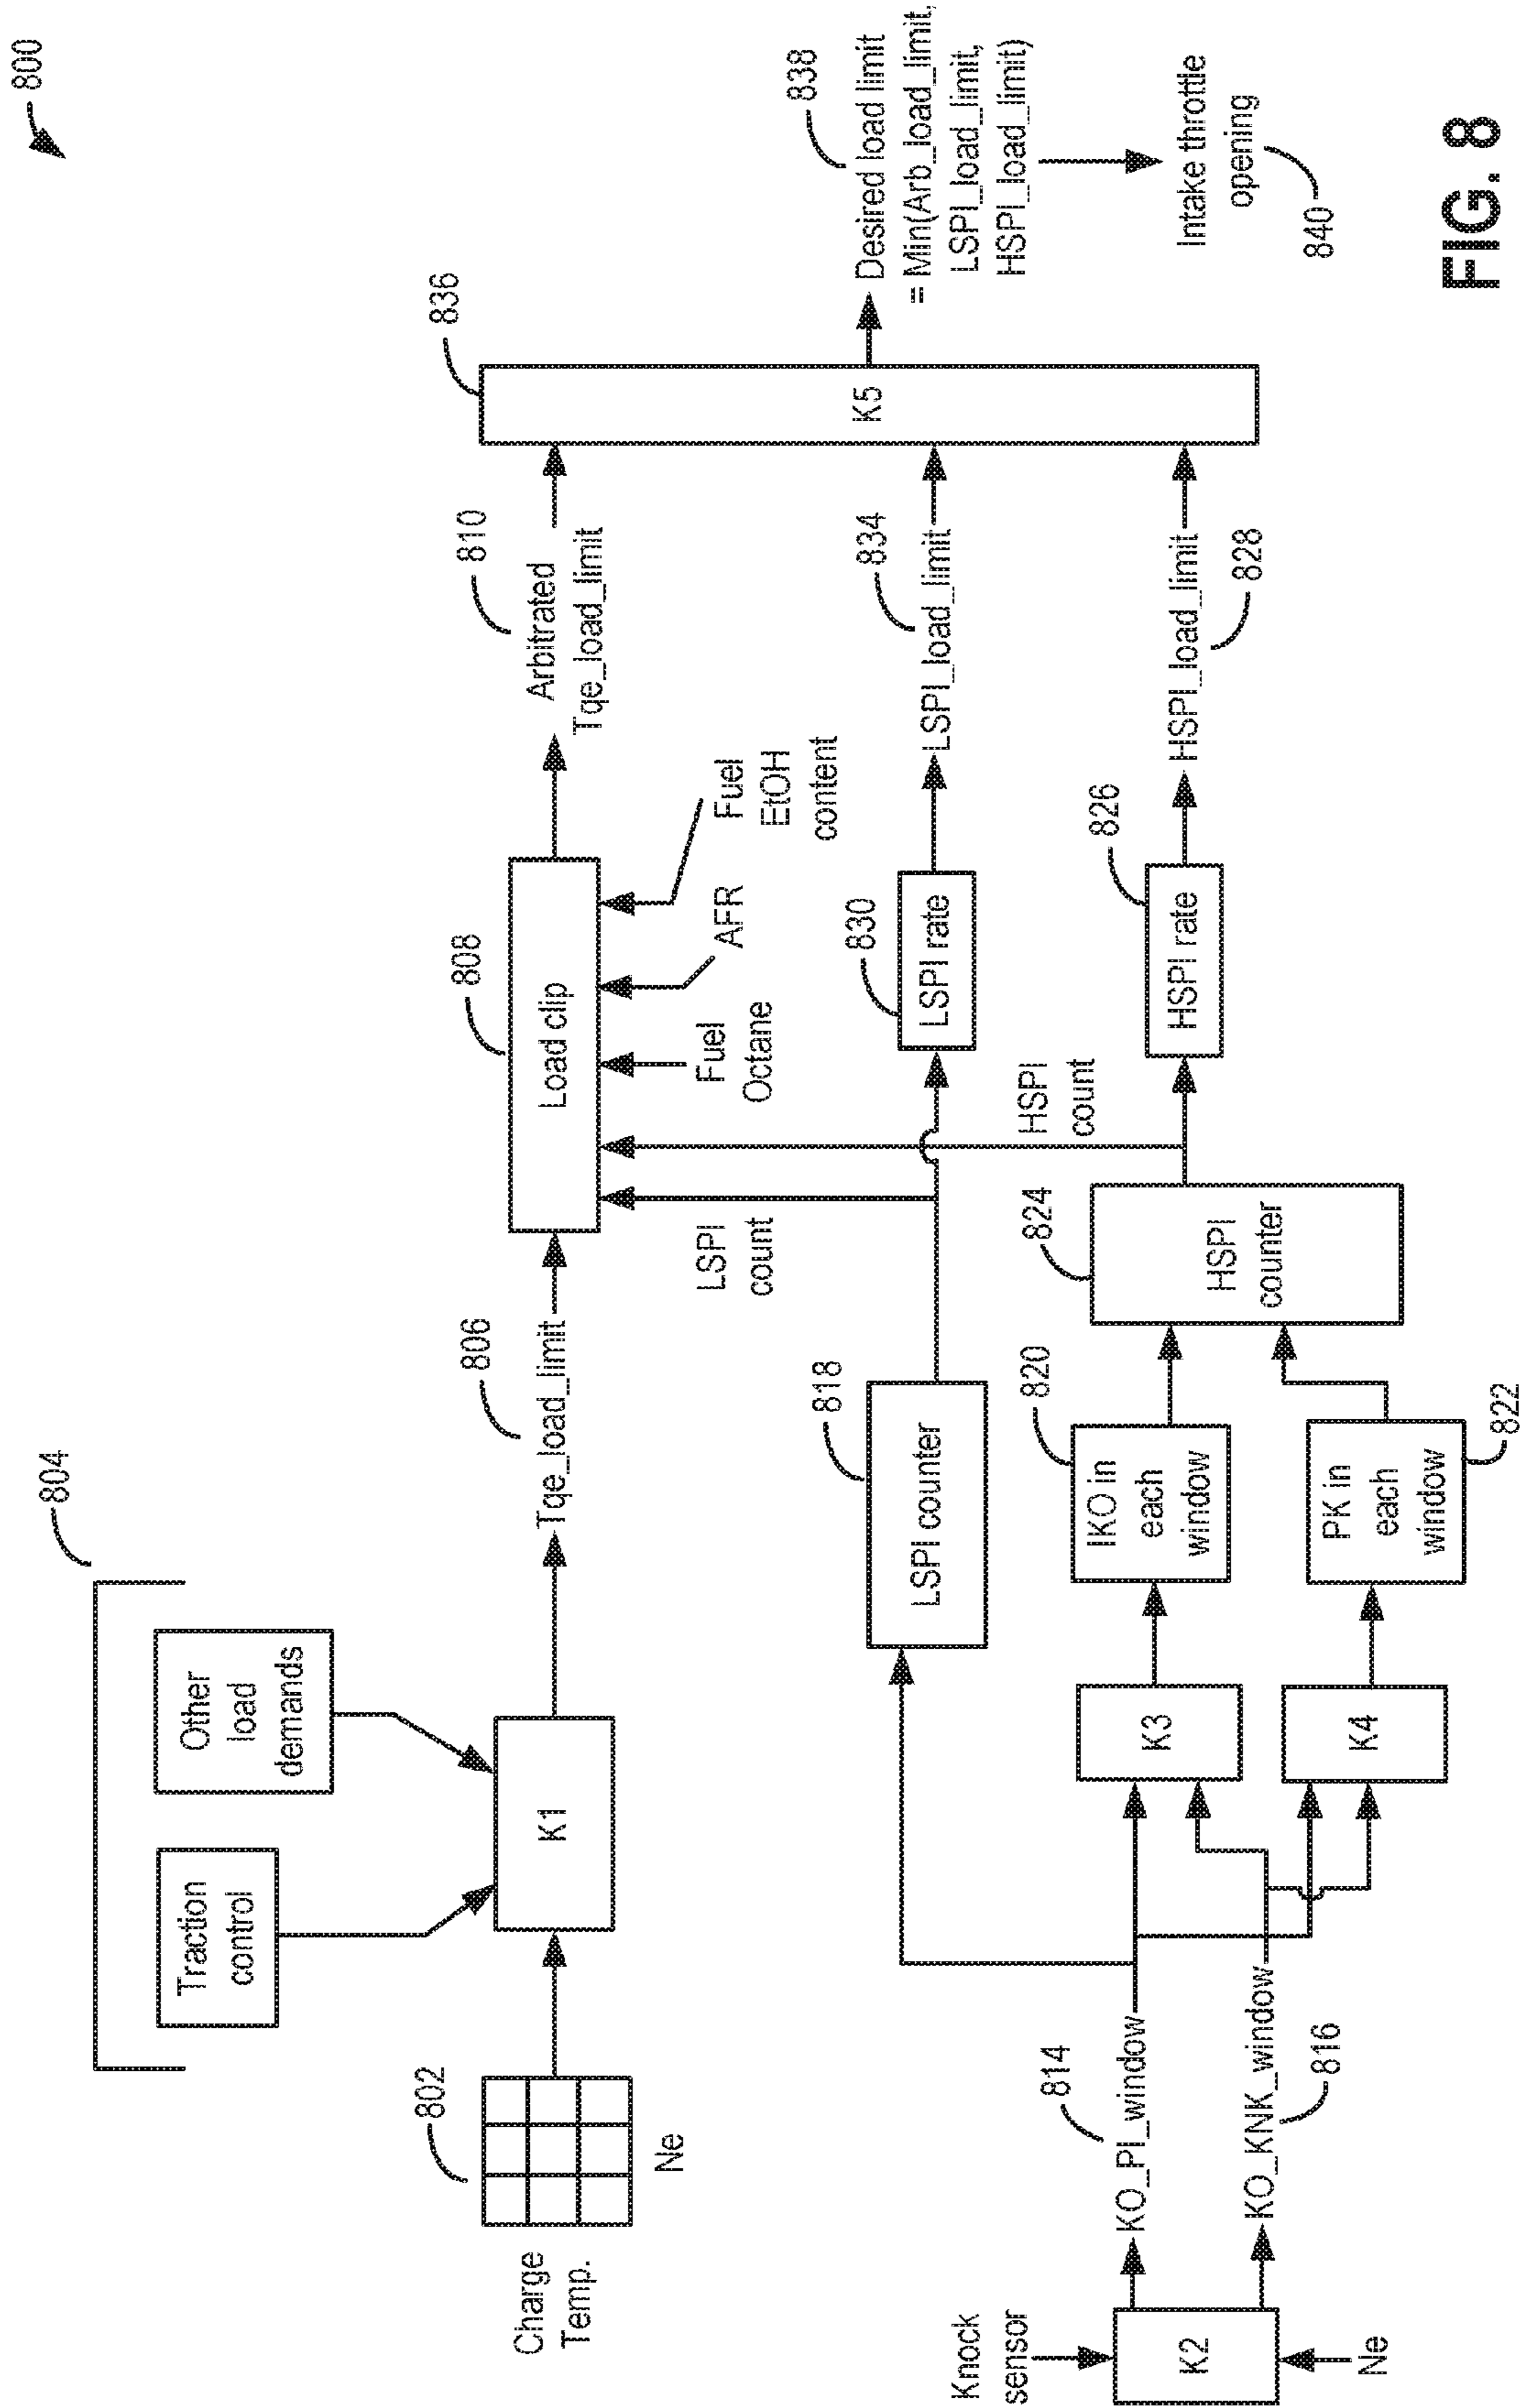 800
804
Traction
control
Other
load
demands
802
Charge
Temp.
Ne
K1
806
Tqe_load_limit
808
Load clip
810
Arbitrated
Tqe_load_limit
LSPI
count
Fuel
Octane
AFR
Fuel
EtOH
content
836
K5
838
Desired load limit
= Min(Arb_load_limit,
LSPI_load_limit,
HSPI_load_limit)
Intake throttle
opening
840
818
LSPI counter
830
LSPI rate
834
LSPI_load_limit
HSPI
count
Knock
sensor
K2
Ne
814
KO_PI_window
KO_KNK_window
816
K3
K4
820
IKO in
each
window
PK in
each
window
822
824
HSPI
counter
826
HSPI rate
HSPI_load_limit
828
FIG. 8